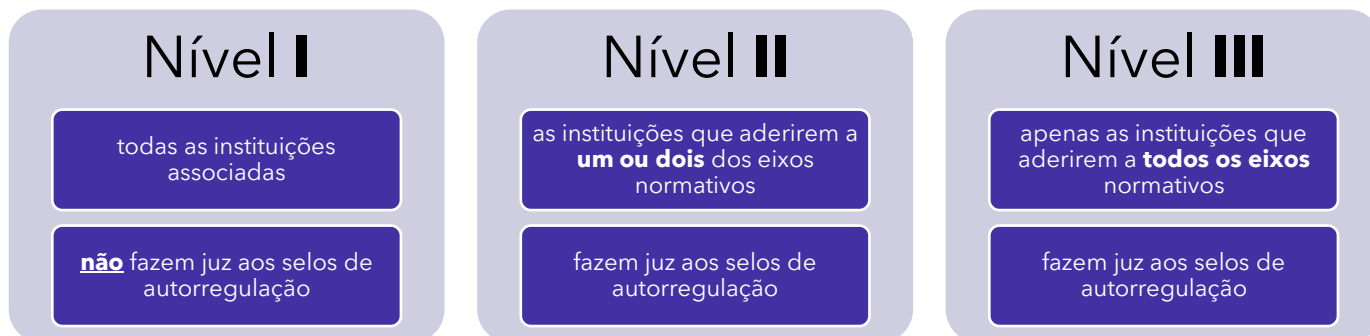 Nível I
todas as instituições
associadas
não fazem juz aos selos de
autorregulação
Nível II
as instituições que aderirem a
um ou dois dos eixos
normativos
fazem juz aos selos de
autorregulação
Nível III
apenas as instituições que
aderirem a todos os eixos
normativos
fazem juz aos selos de
autorregulação